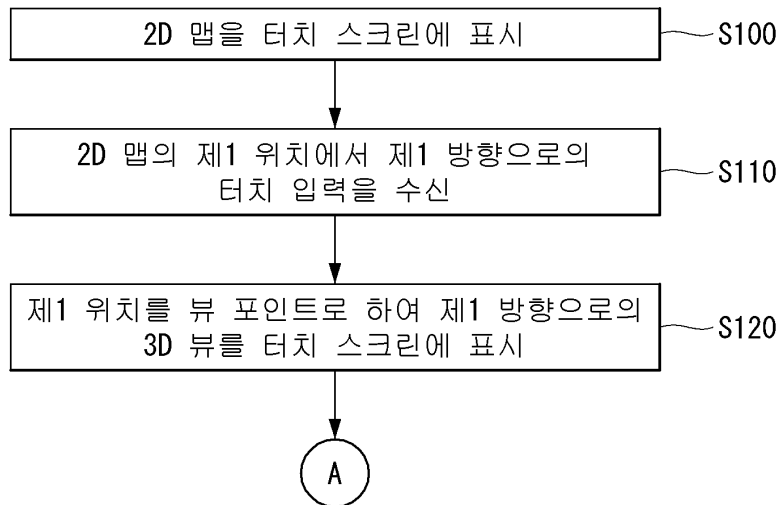 2D 맵을 터치 스크린에 표시
S100
2D 맵의 제1 위치에서 제1 방향으로의
터치 입력을 수신
S110
제1 위치를 뷰 포인트로 하여 제1 방향으로의
3D 뷰를 터치 스크린에 표시
S120
A